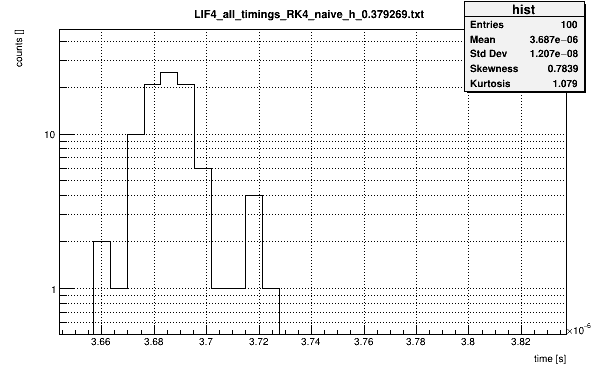 LIF4_all_timings_RK4_naive_h_0.379269.txt
hist
Entries 100
Mean 3.687e−06
Std Dev 1.207e−08
Skewness 0.7839
Kurtosis 1.079
counts []
10
1
3.66 3.68 3.7 3.72 3.74 3.76 3.78 3.8 3.82
×10−6
time [s]